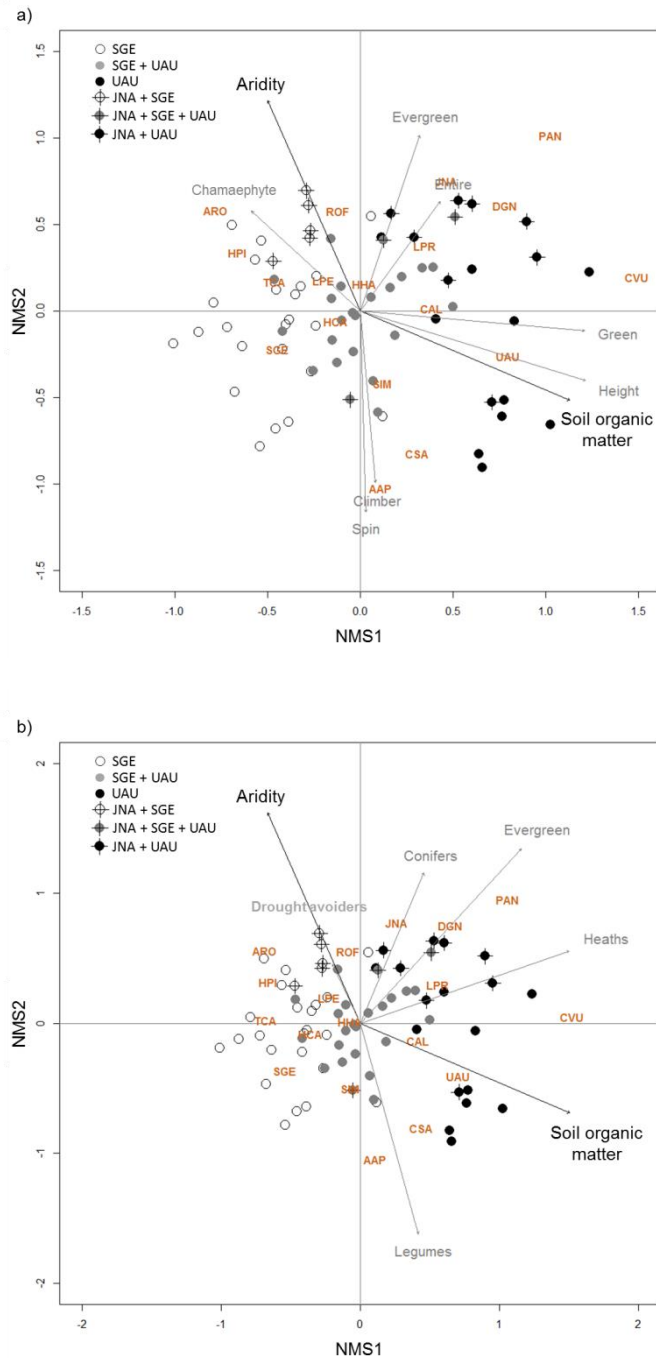 a)
SGE
SGE + UAU
UAU
JNA + SGE
JNA + SGE + UAU
JNA + UAU
Aridity
Evergreen
PAN
Chamaephyte
JNA
Entire
ARO
ROF
DGN
HPI
LPR
TCA
LPE
HHA
CVU
HCA
CAL
Green
SGE
UAU
SIM
Height
Soil organic
matter
CSA
AAP
Climber
Spin
1.5
1.0
0.5
0.0
-0.5
-1.0
-1.5
NMS2
-1.5 -1.0 -0.5 0.0 0.5 1.0 1.5
NMS1
b)
SGE
SGE + UAU
UAU
JNA + SGE
JNA + SGE + UAU
JNA + UAU
Aridity
Evergreen
Conifers
PAN
Drought avoiders
JNA
DGN
Heaths
ARO
ROF
HPI
LPR
LPE
TCA
HHA
CVU
HCA
CAL
SGE
UAU
SIM
CSA
Soil organic
matter
AAP
Legumes
2
1
0
-1
-2
NMS2
-2 -1 0 1 2
NMS1